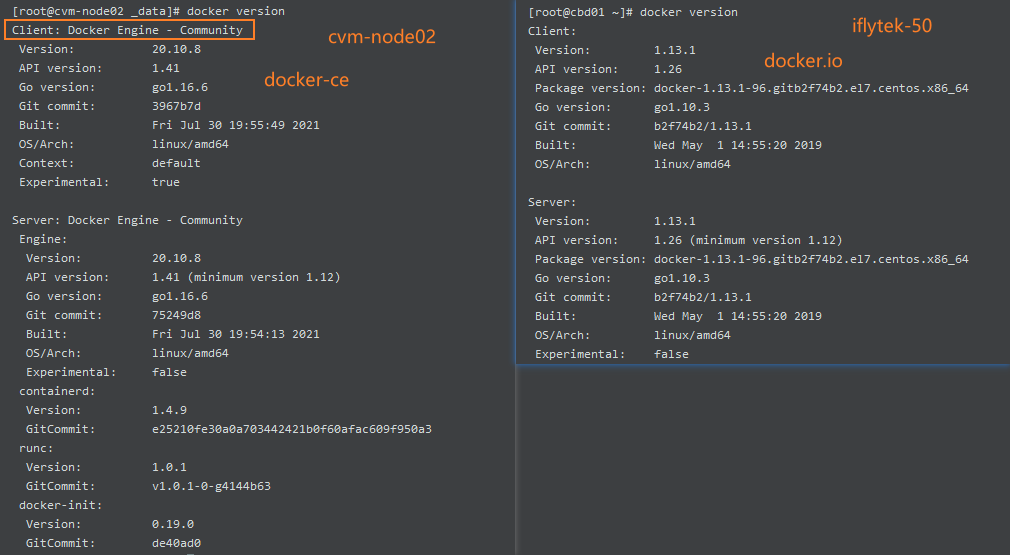 [root@cvm-node02 _data]# docker version
Client: Docker Engine - Community
Version: 20.10.8
API version: 1.41
Go version: go1.16.6
Git commit: 3967b7d
Built: Fri Jul 30 19:55:49 2021
OS/Arch: linux/amd64
Context: default
Experimental: true
Server: Docker Engine - Community
Engine:
Version: 20.10.8
API version: 1.41 (minimum version 1.12)
Go version: go1.16.6
Git commit: 75249d8
Built: Fri Jul 30 19:54:13 2021
OS/Arch: linux/amd64
Experimental: false
containerd:
Version: 1.4.9
GitCommit: e25210fe30a0a703442421b0f60afac609f950a3
runc:
Version: 1.0.1
GitCommit: v1.0.1-0-g4144b63
docker-init:
Version: 0.19.0
GitCommit: de40ad0
cvm-node02
docker-ce
[root@cbd01 ~]# docker version
Client:
Version: 1.13.1
API version: 1.26
Package version: docker-1.13.1-96.gitb2f74b2.el7.centos.x86_64
Go version: go1.10.3
Git commit: b2f74b2/1.13.1
Built: Wed May  1 14:55:20 2019
OS/Arch: linux/amd64
Server:
Version: 1.13.1
API version: 1.26 (minimum version 1.12)
Package version: docker-1.13.1-96.gitb2f74b2.el7.centos.x86_64
Go version: go1.10.3
Git commit: b2f74b2/1.13.1
Built: Wed May  1 14:55:20 2019
OS/Arch: linux/amd64
Experimental: false
iflytek-50
docker.io